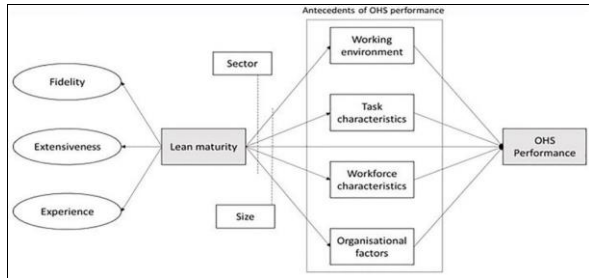 Antecedents of OHS performance
Working
environment
Sector
Fidelity
Task
characteristics
Extensiveness
Lean maturity
OHS
Performance
Workforce
characteristics
Experience
Size
Organisational
factors